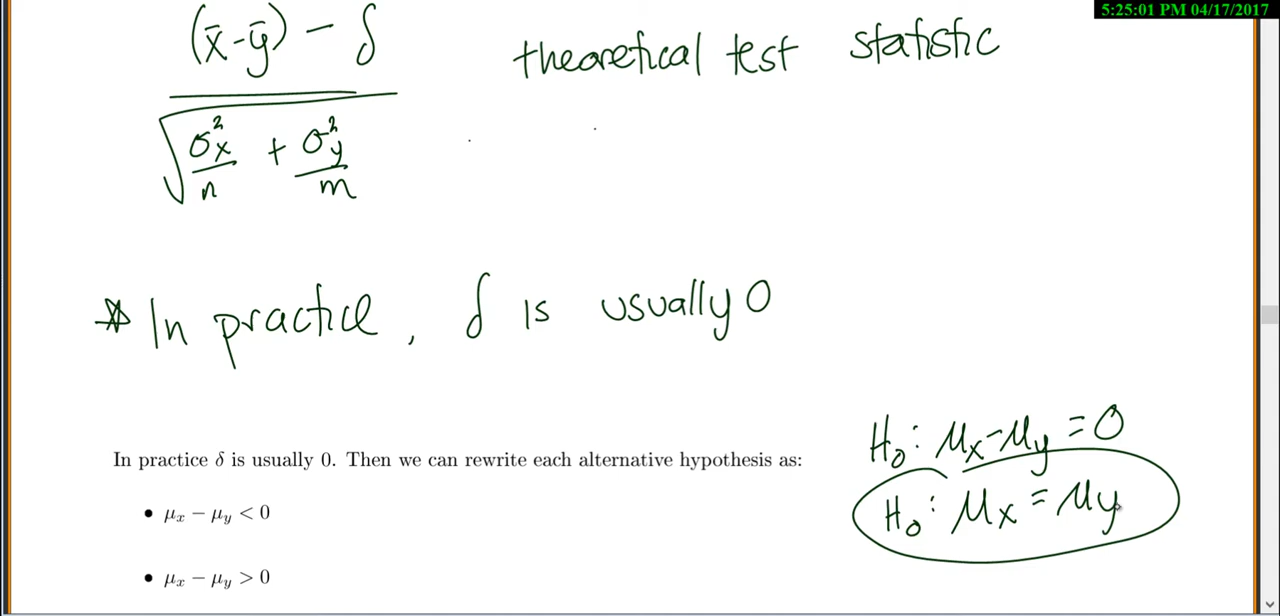 5:25:01 PM 04/17/2017
(x̄-ȳ) - δ theoretical test statistic
√(σ²x/n + σ²y/m)
* In practice, δ is usually 0
H₀: μx-μy = 0
In practice δ is usually 0. Then we can rewrite each alternative hypothesis as:
H₀: μx = μy
• μx − μy < 0
• μx − μy > 0